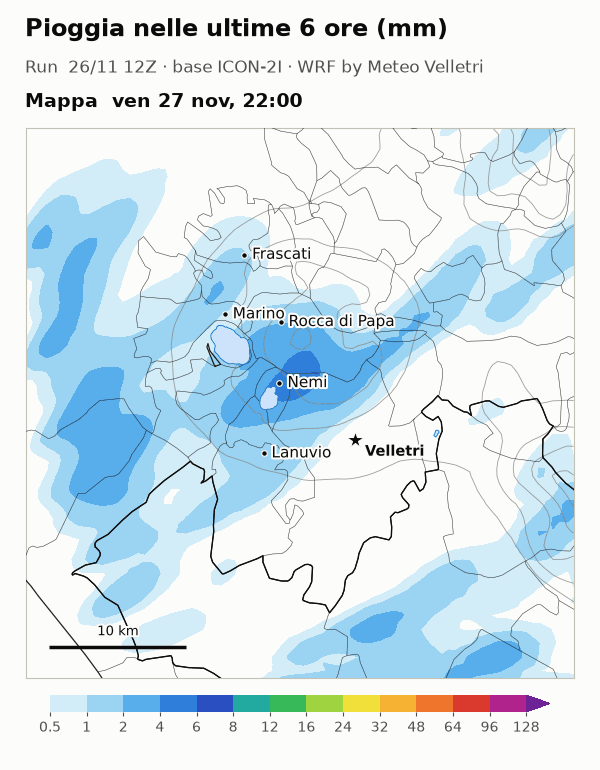 Pioggia nelle ultime 6 ore (mm)
Run  26/11 12Z · base ICON-2I · WRF by Meteo Velletri
Mappa  ven 27 nov, 22:00
Frascati
Marino
Rocca di Papa
Nemi
Velletri
Lanuvio
10 km
0.5 1 2 4 6 8 12 16 24 32 48 64 96 128